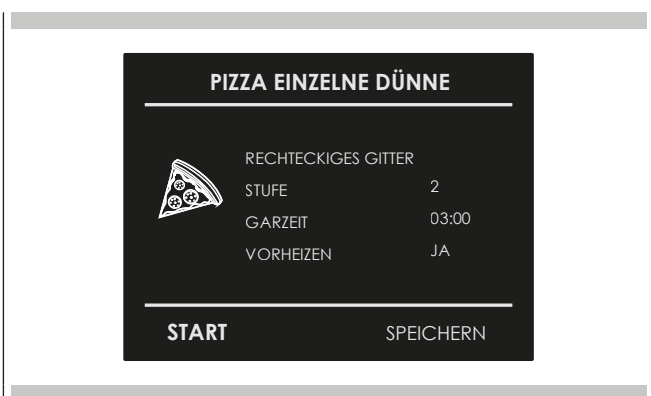 PIZZA EINZELNE DÜNNE
RECHTECKIGES GITTER
STUFE 2
GARZEIT 03:00
VORHEIZEN JA
START SPEICHERN